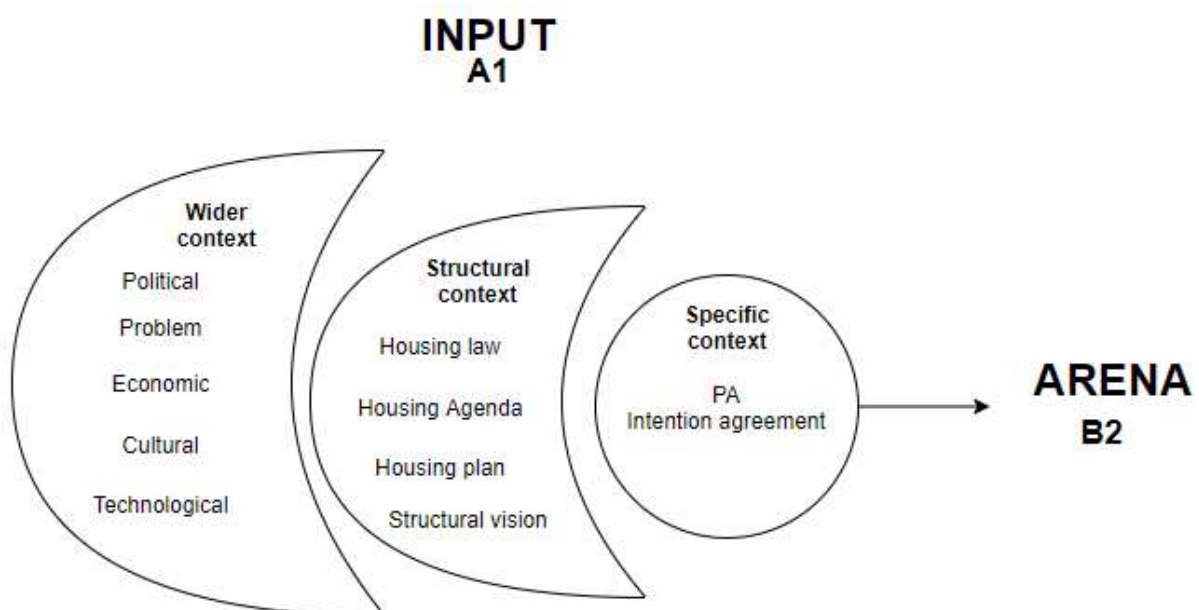 INPUT
A1
Wider
context
Political
Problem
Economic
Cultural
Technological
Structural
context
Housing law
Housing Agenda
Housing plan
Structural vision
Specific
context
PA
Intention agreement
ARENA
B2